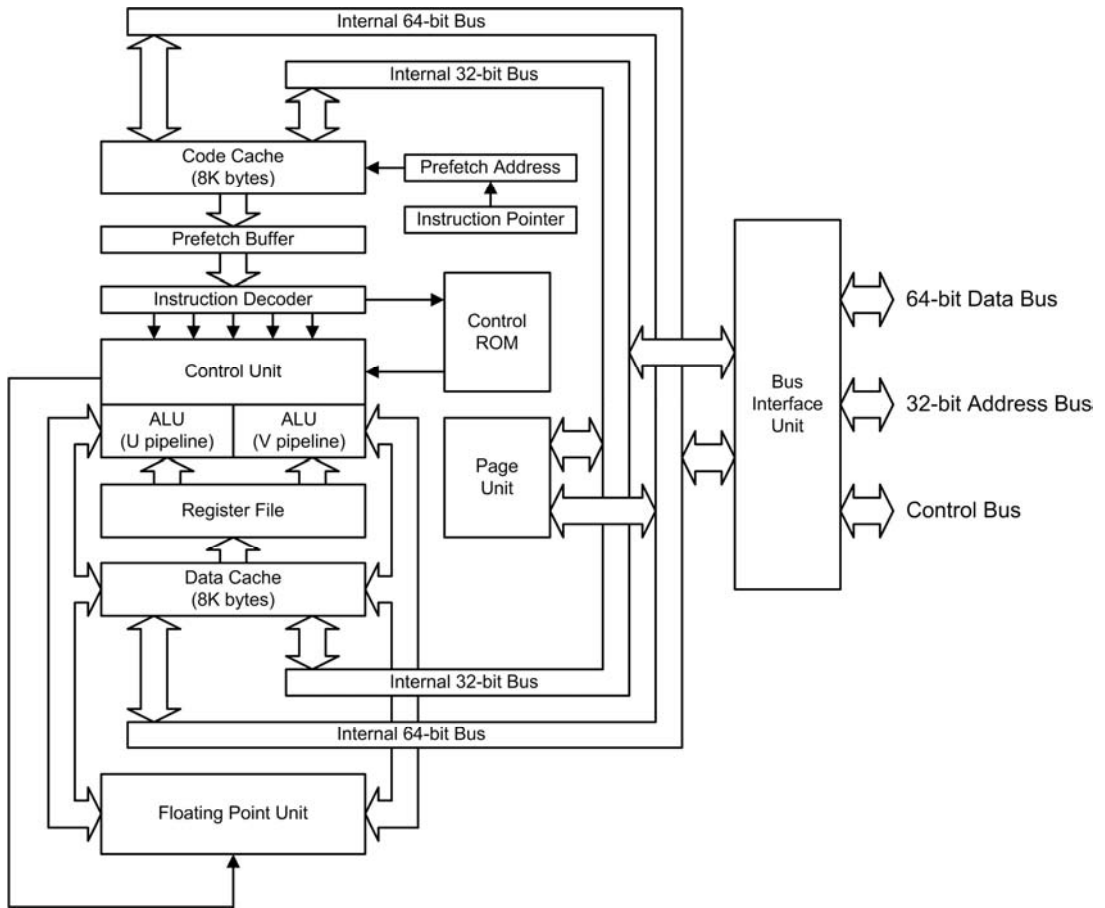 Internal 64-bit Bus
Internal 32-bit Bus
Code Cache
(8K bytes)
Prefetch Address
Instruction Pointer
Prefetch Buffer
Instruction Decoder
Control
ROM
Control Unit
ALU
(U pipeline)
ALU
(V pipeline)
Register File
Page
Unit
Data Cache
(8K bytes)
Internal 32-bit Bus
Internal 64-bit Bus
Floating Point Unit
Bus
Interface
Unit
64-bit Data Bus
32-bit Address Bus
Control Bus